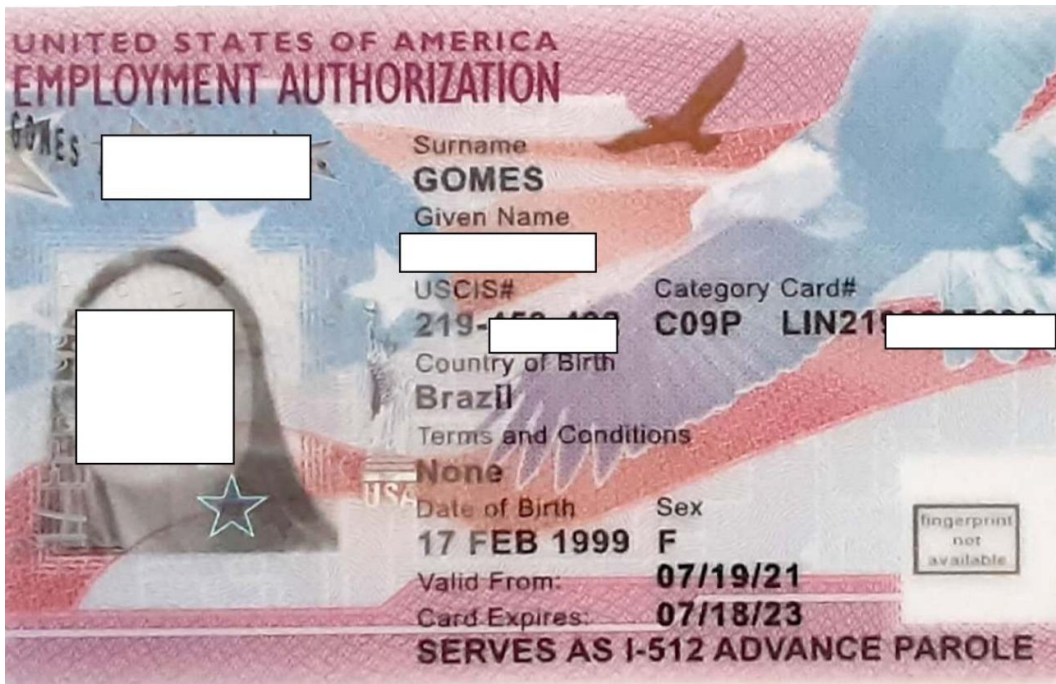 UNITED STATES OF AMERICA
EMPLOYMENT AUTHORIZATION
GOMES
Surname
GOMES
Given Name
USCIS# Category Card#
219- C09P LIN21
Country of Birth
Brazil
Terms and Conditions
None
USA
Date of Birth Sex
17 FEB 1999 F
fingerprint
not
available
Valid From: 07/19/21
Card Expires: 07/18/23
SERVES AS I-512 ADVANCE PAROLE